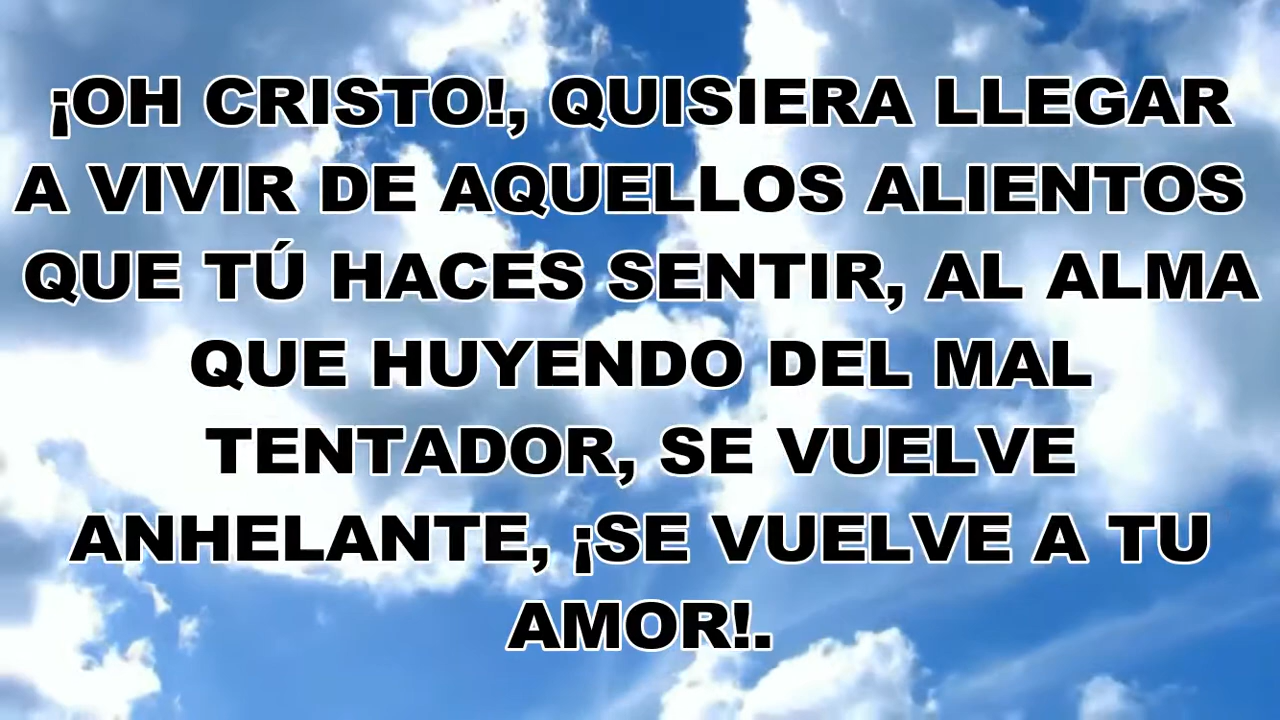 ¡OH CRISTO!, QUISIERA LLEGAR
A VIVIR DE AQUELLOS ALIENTOS
QUE TÚ HACES SENTIR, AL ALMA
QUE HUYENDO DEL MAL
TENTADOR, SE VUELVE
ANHELANTE, ¡SE VUELVE A TU
AMOR!.